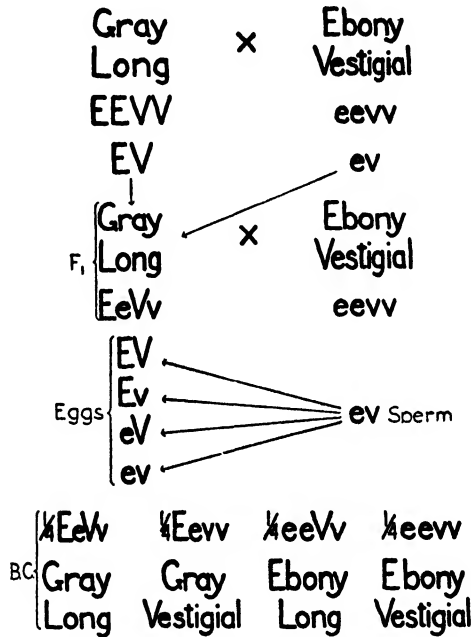 Gray × Ebony
Long Vestigial
EEVV eevv
EV ev
Gray × Ebony
F₁ Long Vestigial
EeVv eevv
EV
Ev
Eggs ev Sperm
eV
ev
¼EeVv ¼Eevv ¼eeVv ¼eevv
BC Gray Gray Ebony Ebony
Long Vestigial Long Vestigial